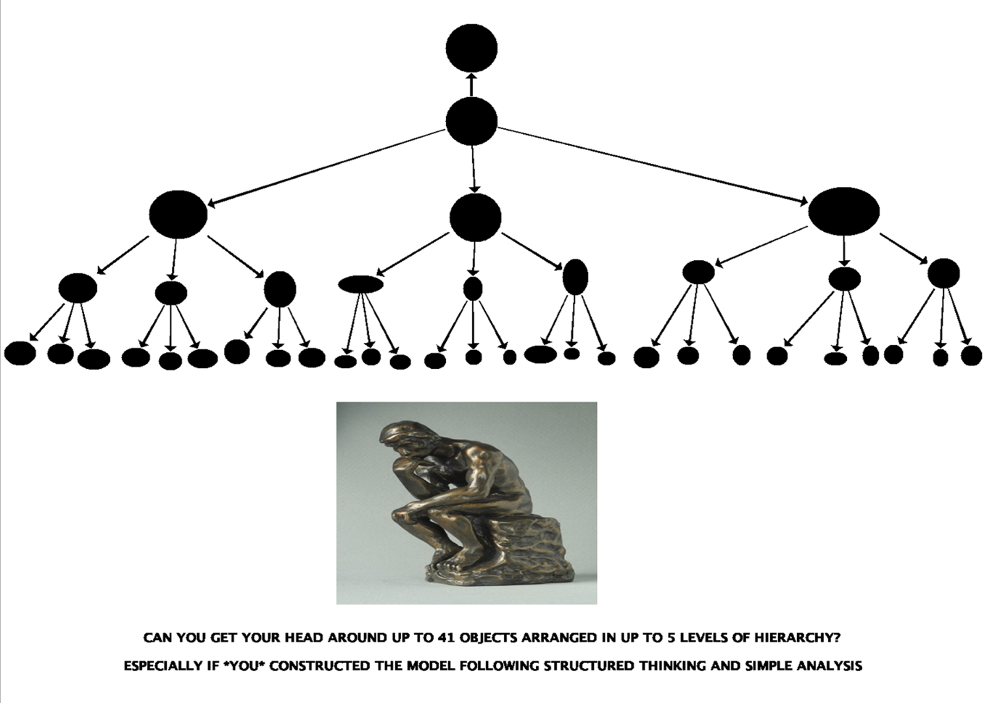 CAN YOU GET YOUR HEAD AROUND UP TO 41 OBJECTS ARRANGED IN UP TO 5 LEVELS OF HIERARCHY?
ESPECIALLY IF *YOU* CONSTRUCTED THE MODEL FOLLOWING STRUCTURED THINKING AND SIMPLE ANALYSIS